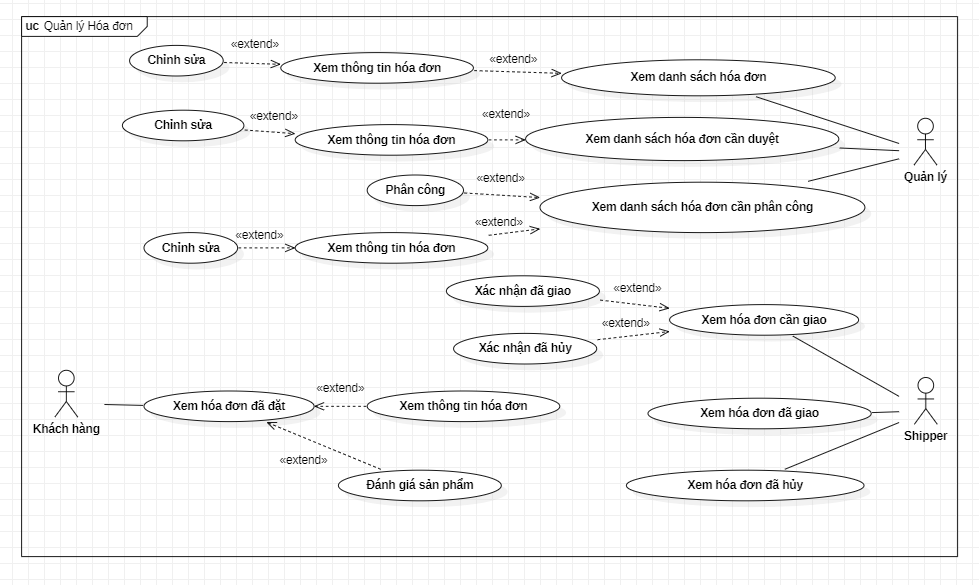 uc Quản lý Hóa đơn
«extend»
Chỉnh sửa
«extend»
Xem thông tin hóa đơn
Xem danh sách hóa đơn
«extend»
«extend»
Chỉnh sửa
Xem thông tin hóa đơn
Xem danh sách hóa đơn cần duyệt
Quản lý
«extend»
Phân công
Xem danh sách hóa đơn cần phân công
«extend»
«extend»
Chỉnh sửa
Xem thông tin hóa đơn
Xác nhận đã giao
«extend»
Xem hóa đơn cần giao
«extend»
Xác nhận đã hủy
«extend»
Xem hóa đơn đã đặt
Xem thông tin hóa đơn
Xem hóa đơn đã giao
Khách hàng
Shipper
«extend»
Đánh giá sản phẩm
Xem hóa đơn đã hủy